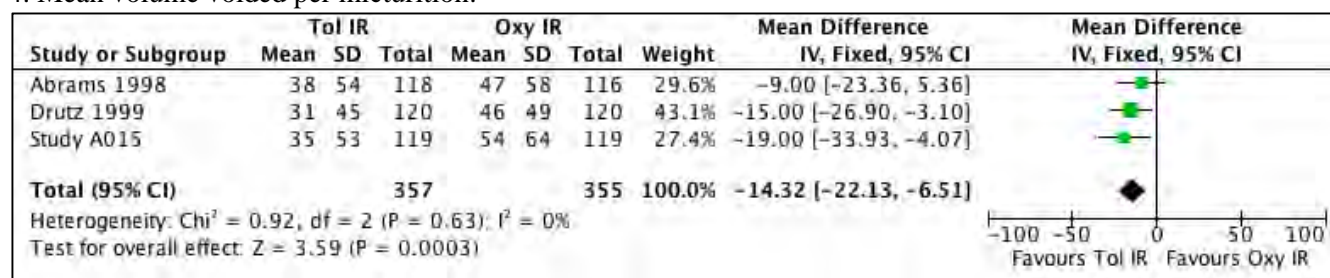 4. Mean volume voided per micturition.
Tol IR Oxy IR Mean Difference Mean Difference
Study or Subgroup Mean SD Total Mean SD Total Weight IV, Fixed, 95% CI IV, Fixed, 95% CI
Abrams 1998 38 54 118 47 58 116 29.6% -9.00 [-23.36, 5.36]
Drutz 1999 31 45 120 46 49 120 43.1% -15.00 [-26.90, -3.10]
Study A015 35 53 119 54 64 119 27.4% -19.00 [-33.93, -4.07]
Total (95% CI) 357 355 100.0% -14.32 [-22.13, -6.51]
Heterogeneity: Chi² = 0.92, df = 2 (P = 0.63); I² = 0%
Test for overall effect: Z = 3.59 (P = 0.0003)
-100 -50 0 50 100
Favours Tol IR Favours Oxy IR